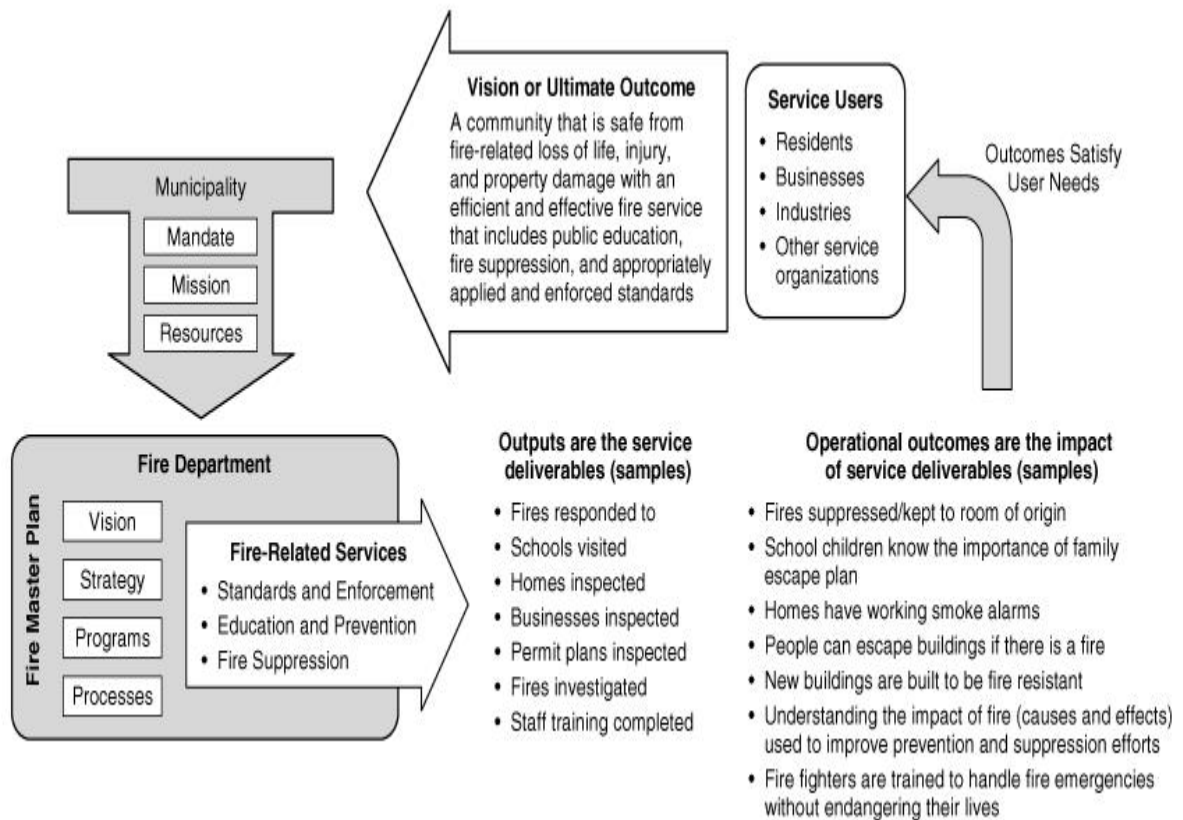 Vision or Ultimate Outcome
A community that is safe from
fire-related loss of life, injury,
and property damage with an
efficient and effective fire service
that includes public education,
fire suppression, and appropriately
applied and enforced standards
Service Users
• Residents
• Businesses
• Industries
• Other service
organizations
Outcomes Satisfy
User Needs
Municipality
Mandate
Mission
Resources
Fire Department
Fire Master Plan
Vision
Strategy
Programs
Processes
Fire-Related Services
• Standards and Enforcement
• Education and Prevention
• Fire Suppression
Outputs are the service
deliverables (samples)
• Fires responded to
• Schools visited
• Homes inspected
• Businesses inspected
• Permit plans inspected
• Fires investigated
• Staff training completed
Operational outcomes are the impact
of service deliverables (samples)
• Fires suppressed/kept to room of origin
• School children know the importance of family
escape plan
• Homes have working smoke alarms
• People can escape buildings if there is a fire
• New buildings are built to be fire resistant
• Understanding the impact of fire (causes and effects)
used to improve prevention and suppression efforts
• Fire fighters are trained to handle fire emergencies
without endangering their lives